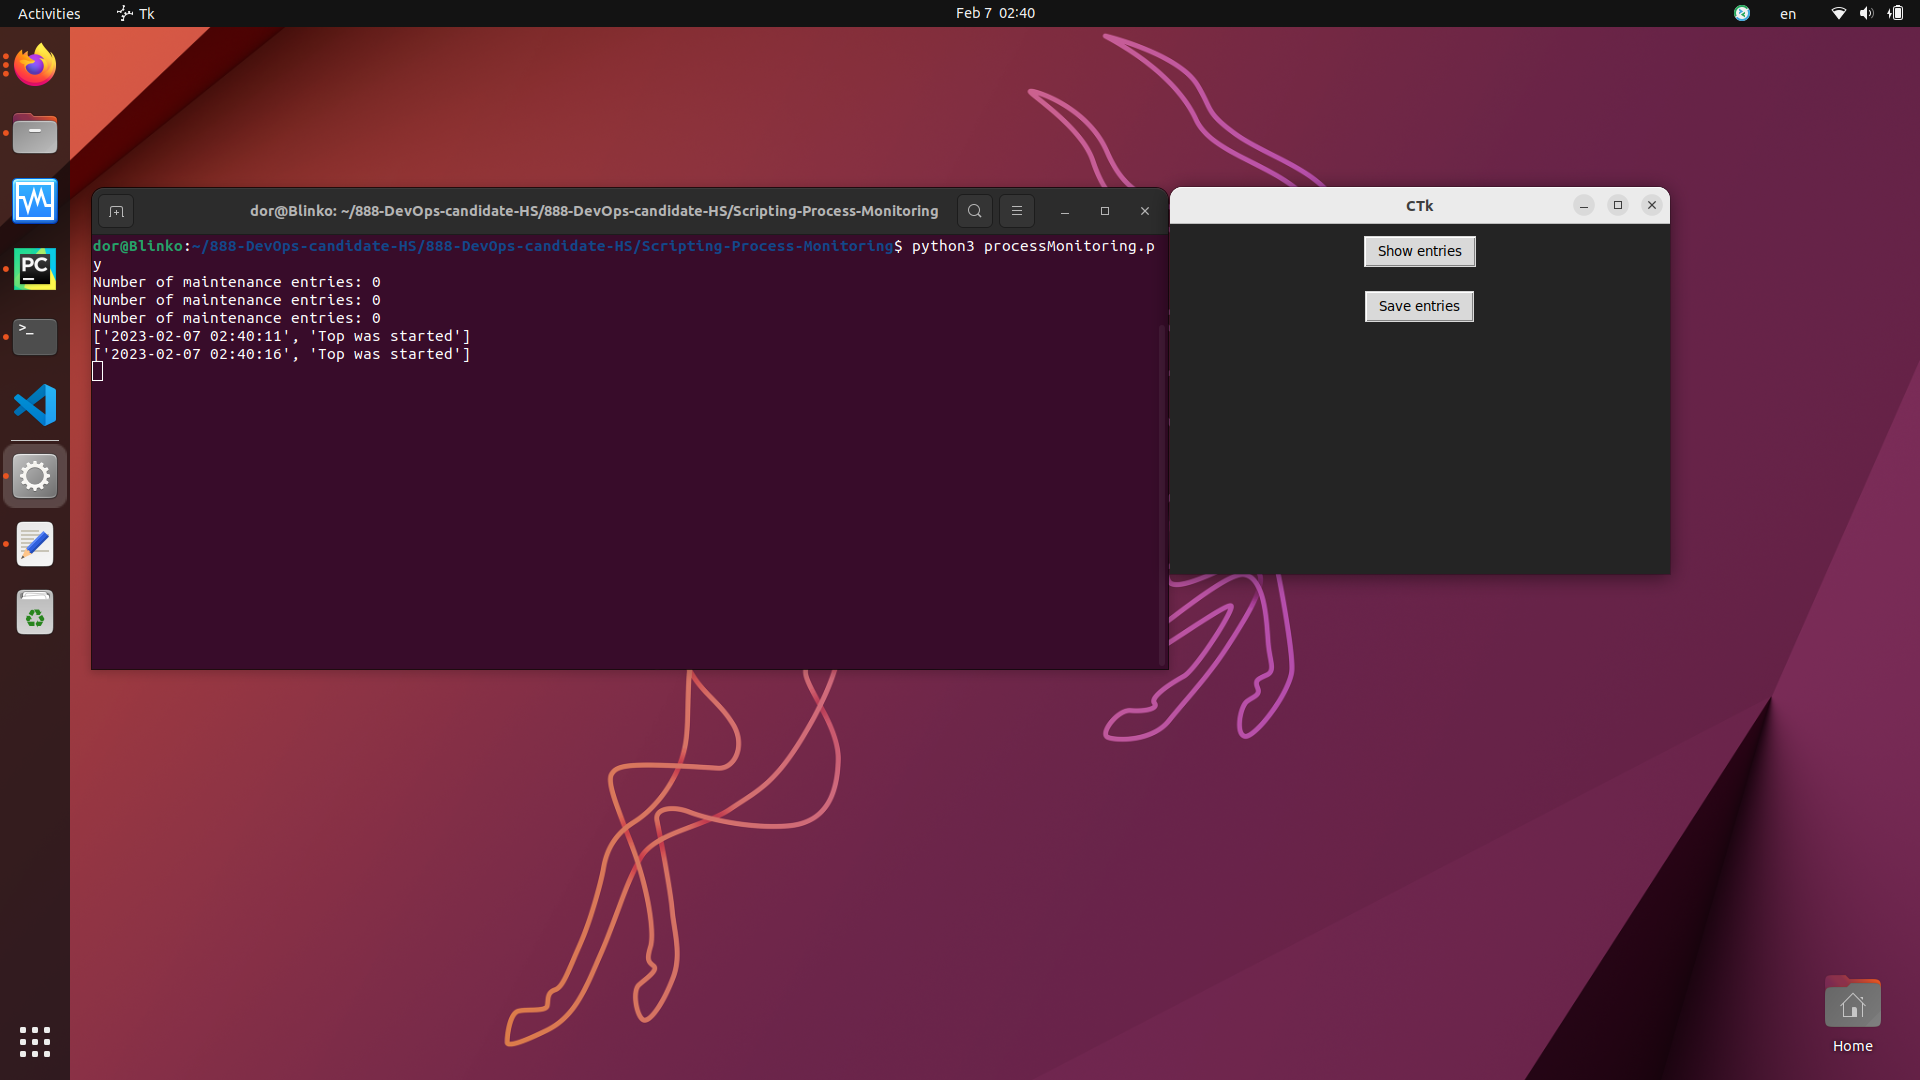 Activities
Tk
Feb 7 02:40
en
dor@Blinko: ~/888-DevOps-candidate-HS/888-DevOps-candidate-HS/Scripting-Process-Monitoring
dor@Blinko:~/888-DevOps-candidate-HS/888-DevOps-candidate-HS/Scripting-Process-Monitoring$ python3 processMonitoring.p
y
Number of maintenance entries: 0
Number of maintenance entries: 0
Number of maintenance entries: 0
['2023-02-07 02:40:11', 'Top was started']
['2023-02-07 02:40:16', 'Top was started']
CTk
Show entries
Save entries
PC
>_
Home